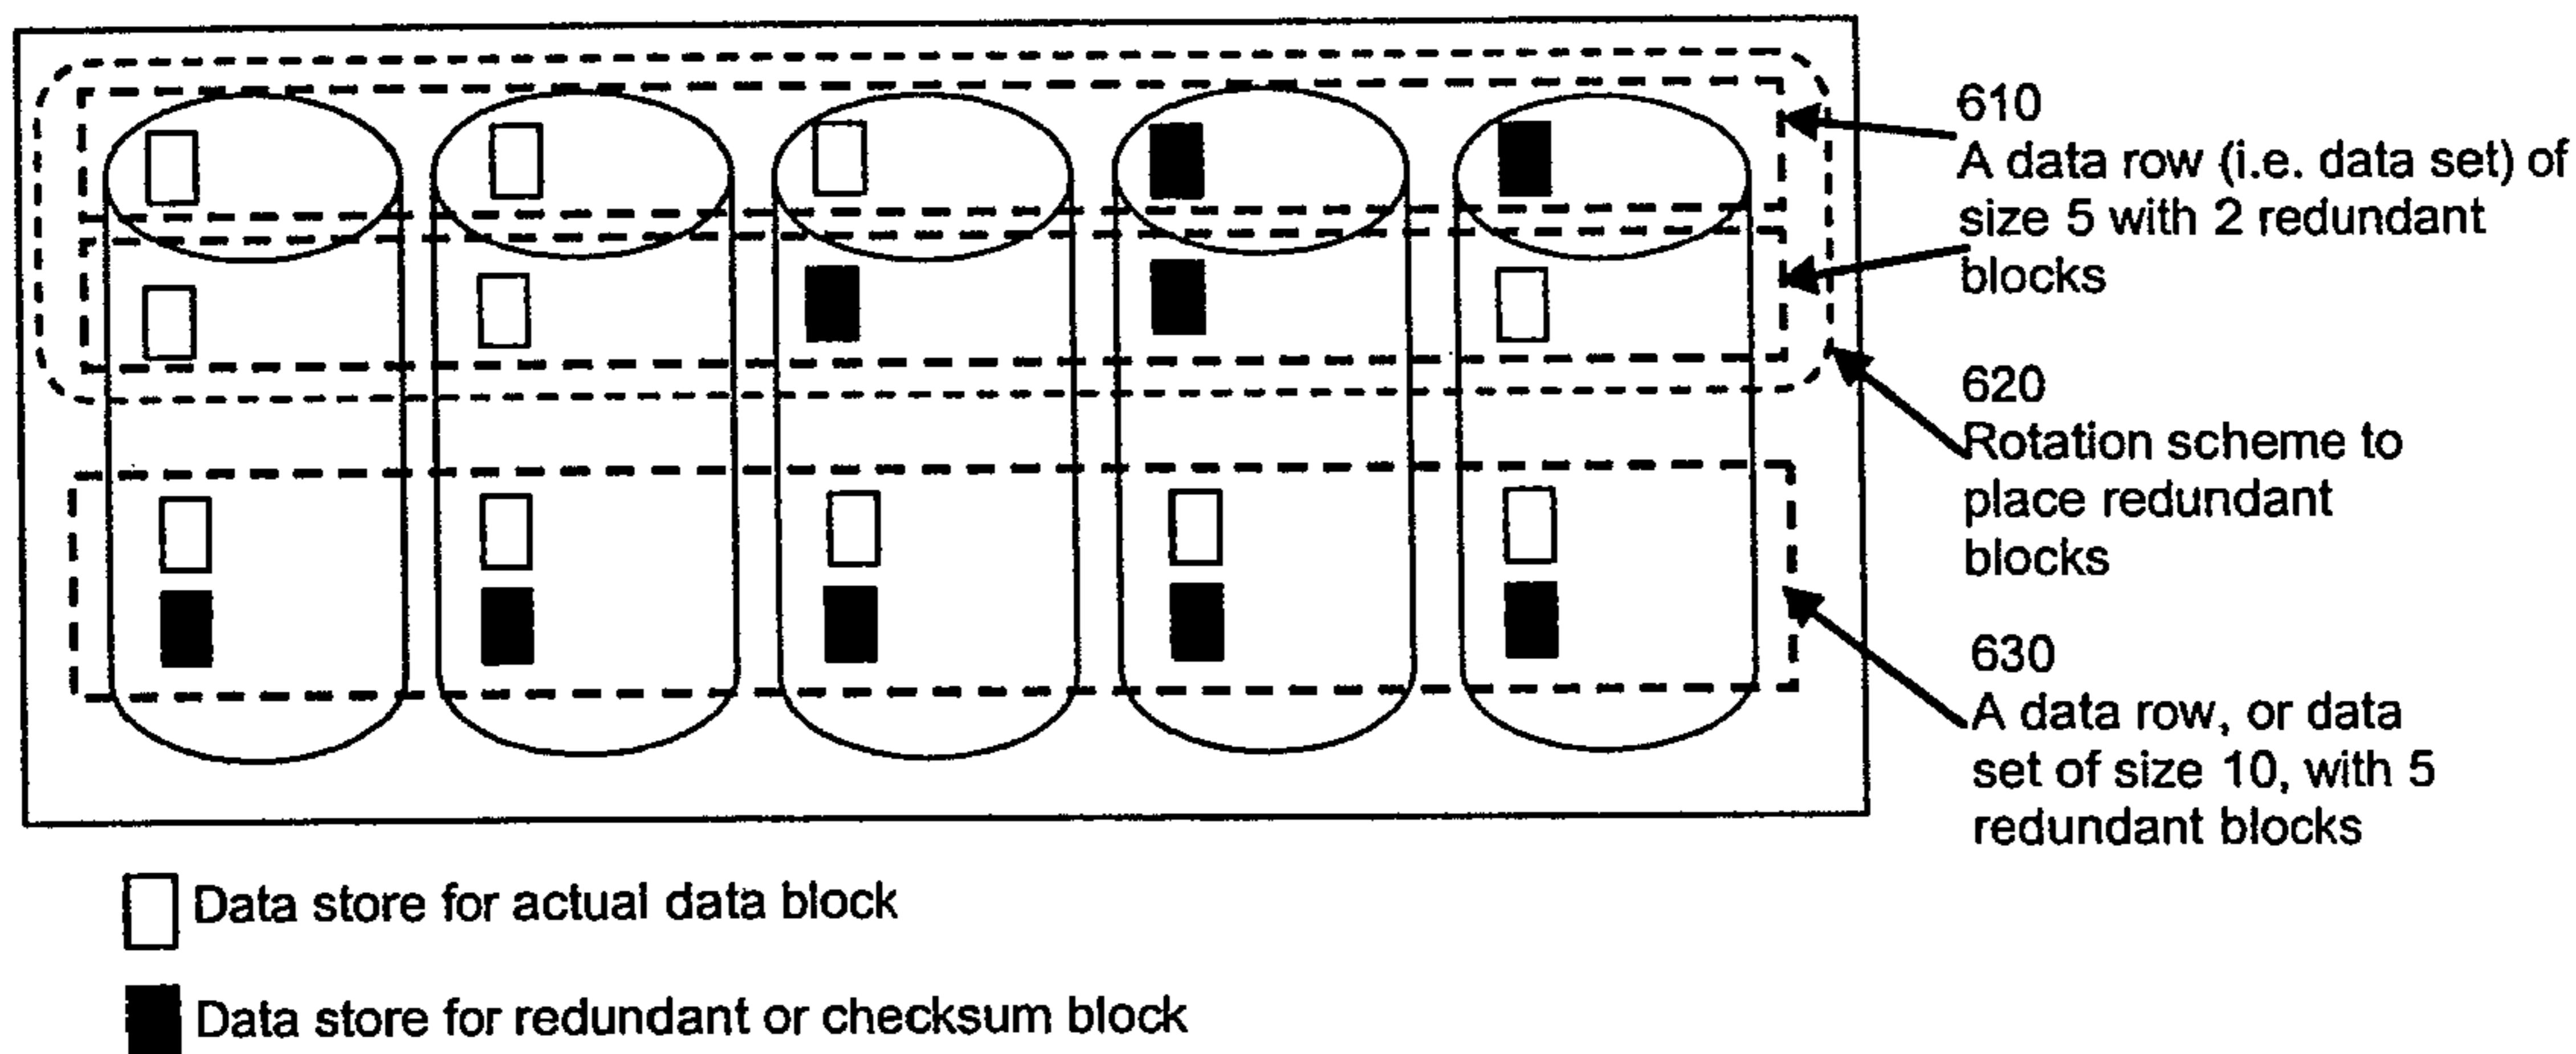 610
A data row (i.e. data set) of
size 5 with 2 redundant
blocks
620
Rotation scheme to
place redundant
blocks
630
A data row, or data
set of size 10, with 5
redundant blocks
Data store for actual data block
Data store for redundant or checksum block